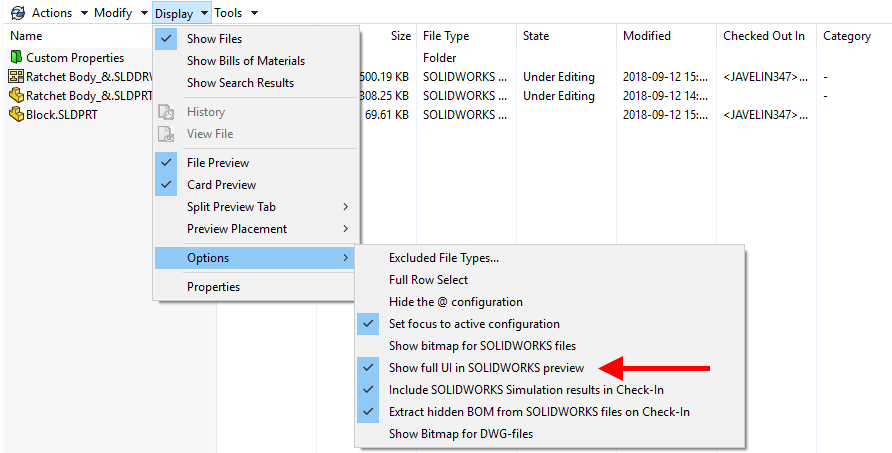 Actions Modify Display Tools
Name Size File Type State Modified Checked Out In Category
Custom Properties Folder
Ratchet Body_&.SLDDRW 500.19 KB SOLIDWORKS ... Under Editing 2018-09-12 15:... <JAVELIN347>... -
Ratchet Body_&.SLDPRT 308.25 KB SOLIDWORKS ... Under Editing 2018-09-12 14:... <JAVELIN347>... -
Block.SLDPRT 69.61 KB SOLIDWORKS ... 2018-09-12 15:... <JAVELIN347>...
Show Files
Show Bills of Materials
Show Search Results
History
View File
File Preview
Card Preview
Split Preview Tab
Preview Placement
Options
Properties
Excluded File Types...
Full Row Select
Hide the @ configuration
Set focus to active configuration
Show bitmap for SOLIDWORKS files
Show full UI in SOLIDWORKS preview
Include SOLIDWORKS Simulation results in Check-In
Extract hidden BOM from SOLIDWORKS files on Check-In
Show Bitmap for DWG-files